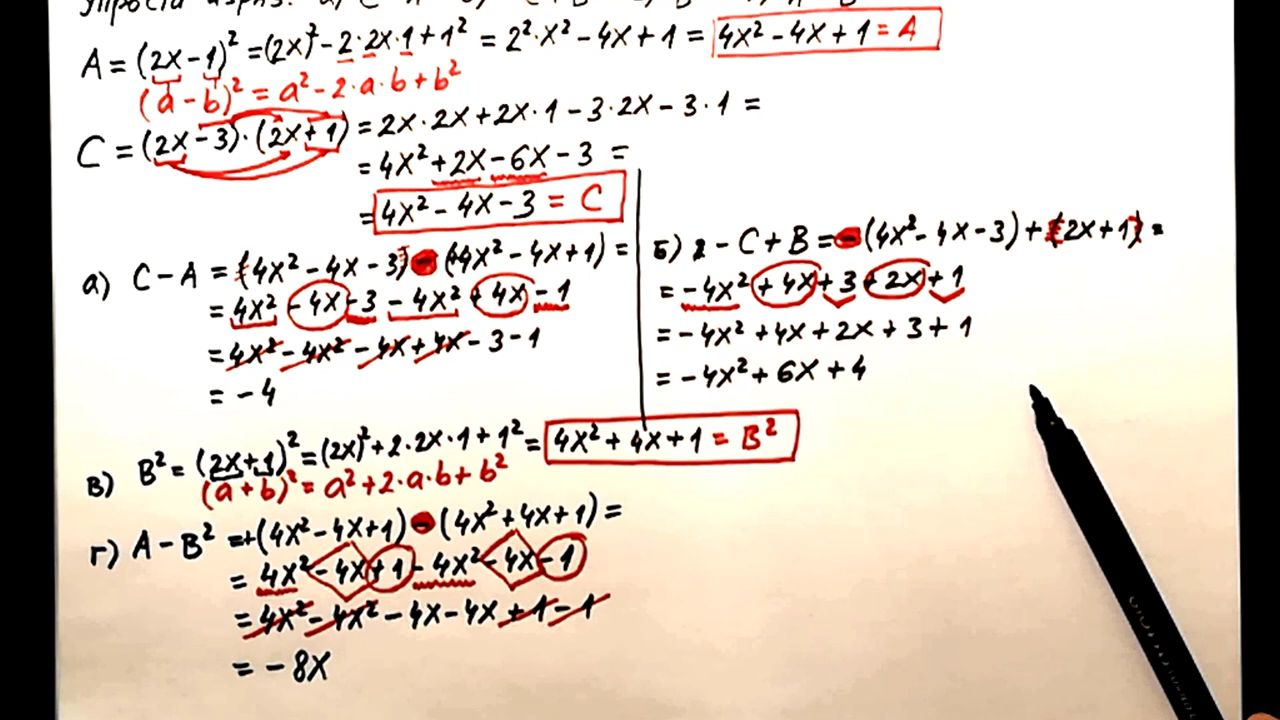 A = (2x - 1)² = (2x)² - 2·2x·1 + 1² = 2²·x² - 4x + 1 = 4x² - 4x + 1 = A
(a - b)² = a² - 2·a·b + b²
C = (2x - 3)·(2x + 1) = 2x·2x + 2x·1 - 3·2x - 3·1 =
= 4x² + 2x - 6x - 3 =
= 4x² - 4x - 3 = C
а) C - A = (4x² - 4x - 3) - (+4x² - 4x + 1) =
= 4x² - 4x - 3 - 4x² + 4x - 1
= 4x² - 4x² - 4x + 4x - 3 - 1
= - 4
Б) - C + B = - (4x² - 4x - 3) + (2x + 1) =
= - 4x² + 4x + 3 + 2x + 1
= - 4x² + 4x + 2x + 3 + 1
= - 4x² + 6x + 4
в) B² = (2x + 1)² = (2x)² + 2·2x·1 + 1² = 4x² + 4x + 1 = B²
(a + b)² = a² + 2·a·b + b²
г) A - B² = +(4x² - 4x + 1) - (4x² + 4x + 1) =
= 4x² - 4x + 1 - 4x² - 4x - 1
= 4x² - 4x² - 4x - 4x + 1 - 1
= - 8x